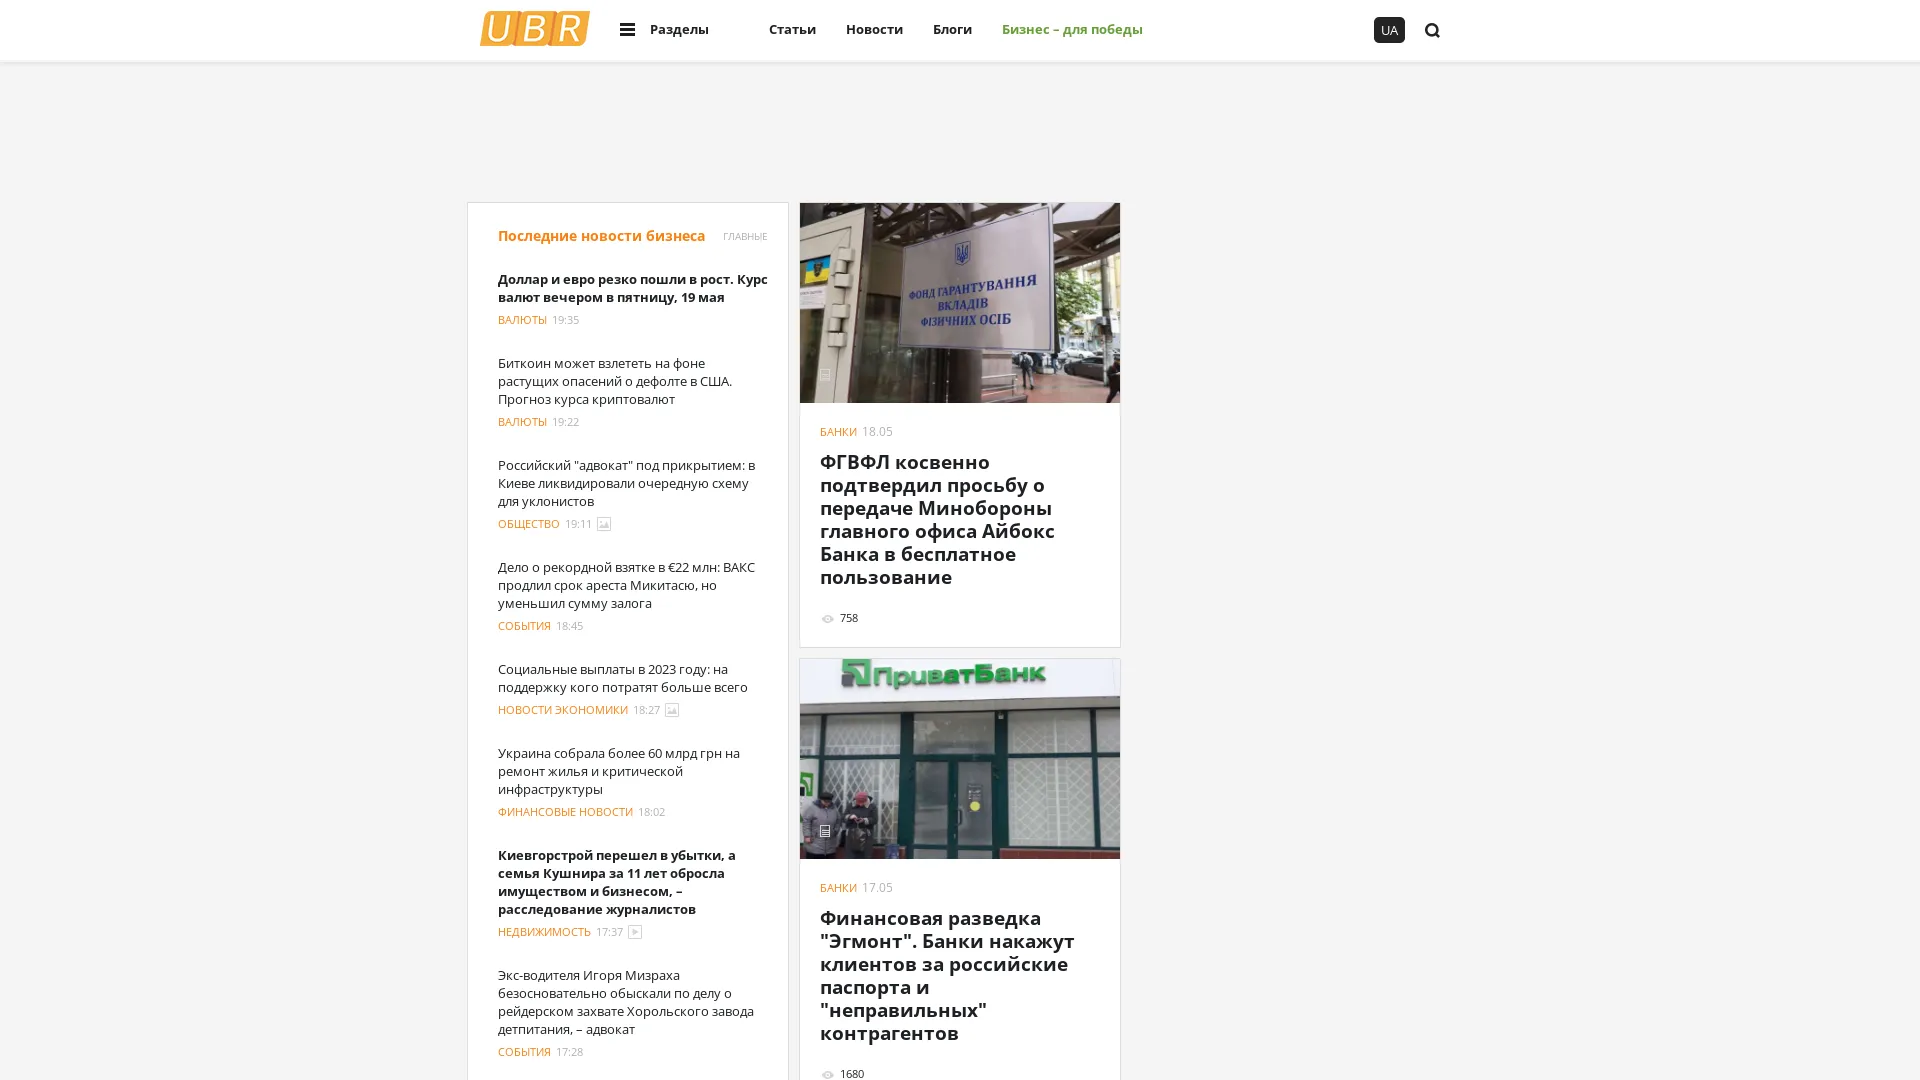 UBR
Разделы
Статьи
Новости
Блоги
Бизнес – для победы
UA
Последние новости бизнеса
ГЛАВНЫЕ
Доллар и евро резко пошли в рост. Курс
валют вечером в пятницу, 19 мая
ВАЛЮТЫ 19:35
Биткоин может взлететь на фоне
растущих опасений о дефолте в США.
Прогноз курса криптовалют
ВАЛЮТЫ 19:22
Российский "адвокат" под прикрытием: в
Киеве ликвидировали очередную схему
для уклонистов
ОБЩЕСТВО 19:11
Дело о рекордной взятке в €22 млн: ВАКС
продлил срок ареста Микитасю, но
уменьшил сумму залога
СОБЫТИЯ 18:45
Социальные выплаты в 2023 году: на
поддержку кого потратят больше всего
НОВОСТИ ЭКОНОМИКИ 18:27
Украина собрала более 60 млрд грн на
ремонт жилья и критической
инфраструктуры
ФИНАНСОВЫЕ НОВОСТИ 18:02
Киевгорстрой перешел в убытки, а
семья Кушнира за 11 лет обросла
имуществом и бизнесом, –
расследование журналистов
НЕДВИЖИМОСТЬ 17:37
Экс-водителя Игоря Мизраха
безосновательно обыскали по делу о
рейдерском захвате Хорольского завода
детпитания, – адвокат
СОБЫТИЯ 17:28
ФОНД ГАРАНТУВАННЯ
ВКЛАДІВ
ФІЗИЧНИХ ОСІБ
БАНКИ 18.05
ФГВФЛ косвенно
подтвердил просьбу о
передаче Минобороны
главного офиса Айбокс
Банка в бесплатное
пользование
758
ПриватБанк
БАНКИ 17.05
Финансовая разведка
"Эгмонт". Банки накажут
клиентов за российские
паспорта и
"неправильных"
контрагентов
1680